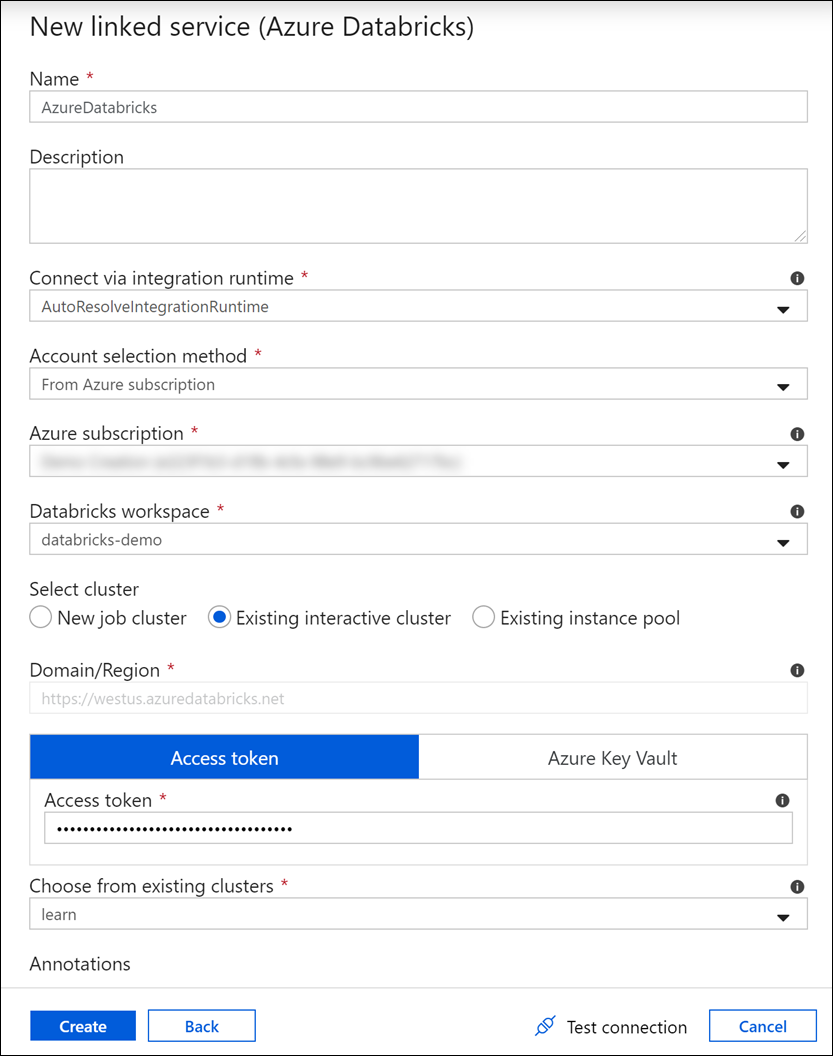 New linked service (Azure Databricks)
Name *
AzureDatabricks
Description
Connect via integration runtime *
AutoResolveIntegrationRuntime
Account selection method *
From Azure subscription
Azure subscription *
Databricks workspace *
databricks-demo
Select cluster
New job cluster Existing interactive cluster Existing instance pool
Domain/Region *
https://westus.azuredatabricks.net
Access token Azure Key Vault
Access token *
••••••••••••••••••••••••••••••••••••
Choose from existing clusters *
learn
Annotations
Create Back Test connection Cancel